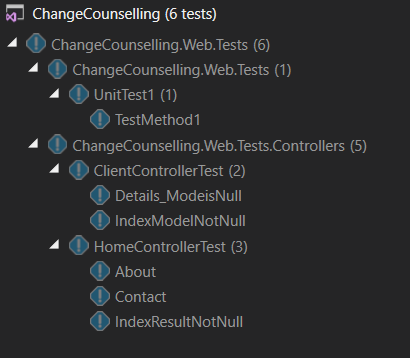 ChangeCounselling (6 tests)
ChangeCounselling.Web.Tests (6)
ChangeCounselling.Web.Tests (1)
UnitTest1 (1)
TestMethod1
ChangeCounselling.Web.Tests.Controllers (5)
ClientControllerTest (2)
Details_ModeisNull
IndexModelNotNull
HomeControllerTest (3)
About
Contact
IndexResultNotNull